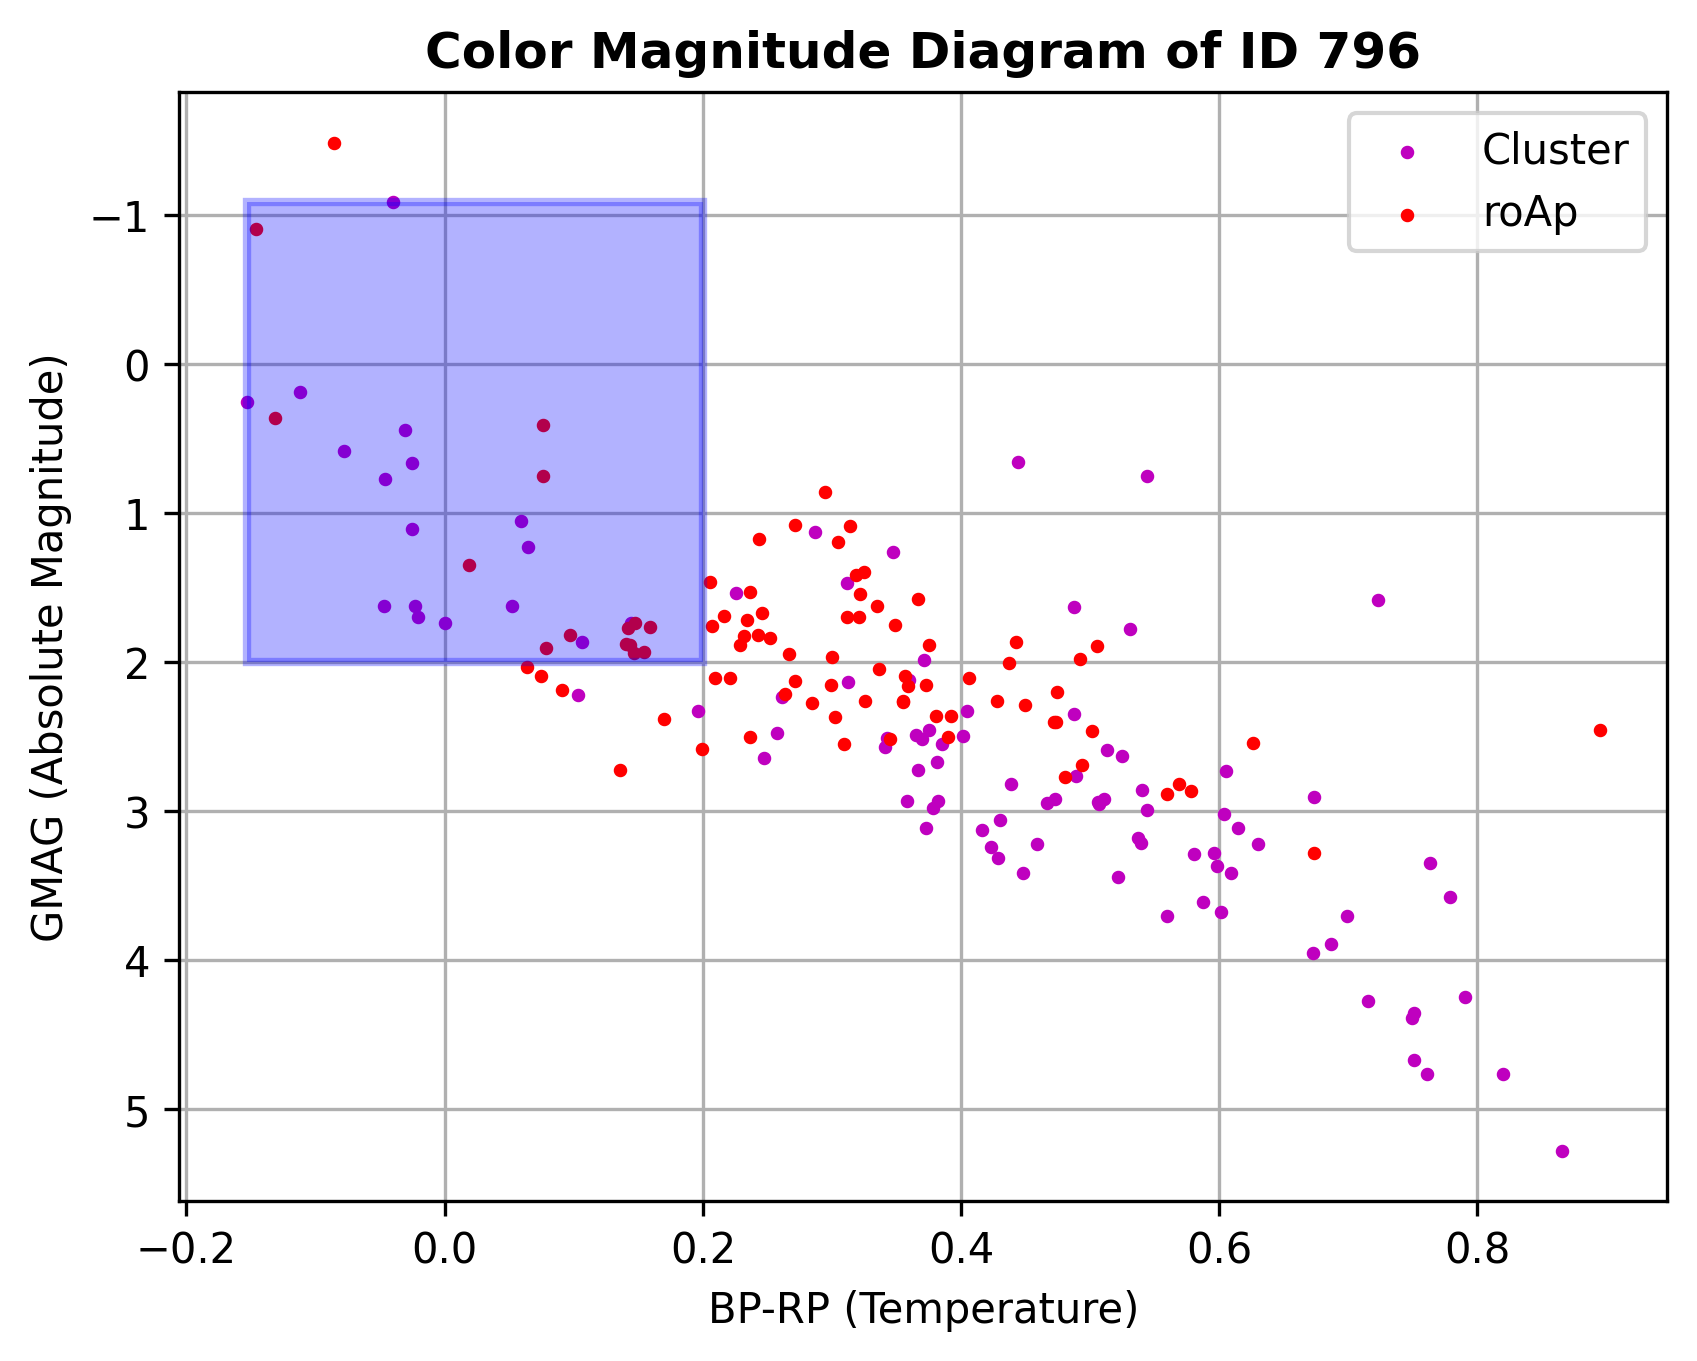 Color Magnitude Diagram of ID 796
Cluster
roAp
−1
0
1
2
3
4
5
GMAG (Absolute Magnitude)
−0.2 0.0 0.2 0.4 0.6 0.8
BP-RP (Temperature)